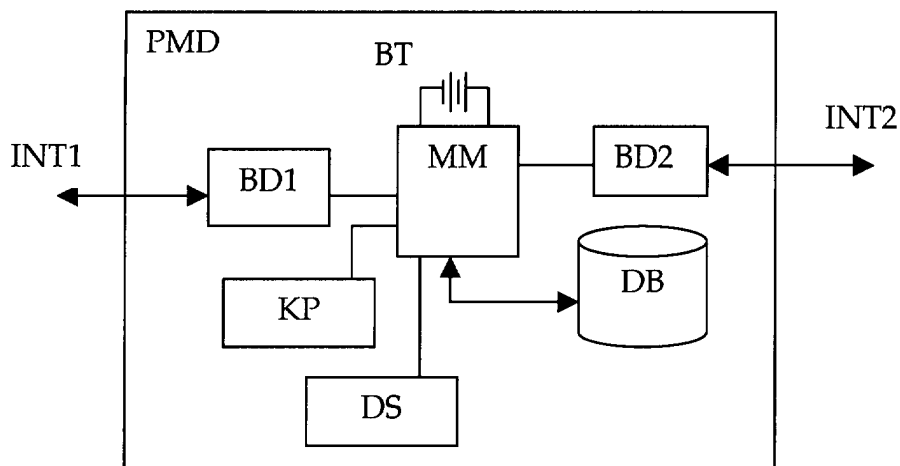 PMD
BT
INT1
INT2
BD1
MM
BD2
KP
DB
DS